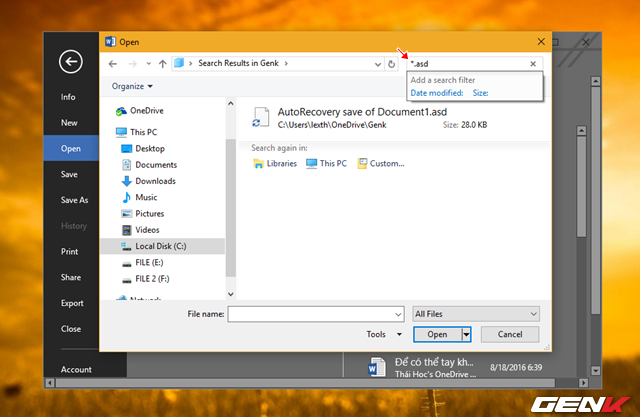 Open
Search Results in Genk
*.asd
Add a search filter
Date modified: Size:
Organize
Info
New
Open
Save
Save As
History
Print
Share
Export
Close
Account
OneDrive
This PC
Desktop
Documents
Downloads
Music
Pictures
Videos
Local Disk (C:)
FILE (E:)
FILE 2 (F:)
Network
AutoRecovery save of Document1.asd
C:\Users\lexth\OneDrive\Genk Size: 28.0 KB
Search again in:
Libraries This PC Custom...
File name: All Files
Tools Open Cancel
Để có thể tay kh... 8/18/2016 6:39
Thái Học's OneDrive
GENK